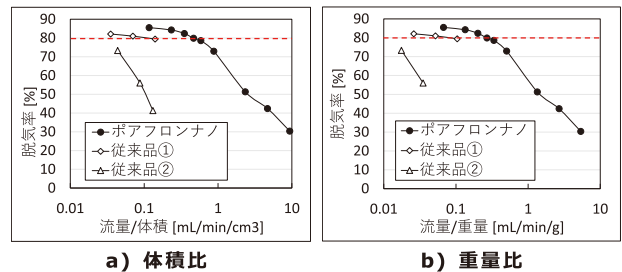 脱気率 [%]
90
80
70
60
50
40
30
20
10
0
ポアフロンナノ
従来品①
従来品②
0.01
0.1
1
10
流量/体積 [mL/min/cm3]
a) 体積比
脱気率 [%]
90
80
70
60
50
40
30
20
10
0
ポアフロンナノ
従来品①
従来品②
0.01
0.1
1
10
流量/重量 [mL/min/g]
b) 重量比